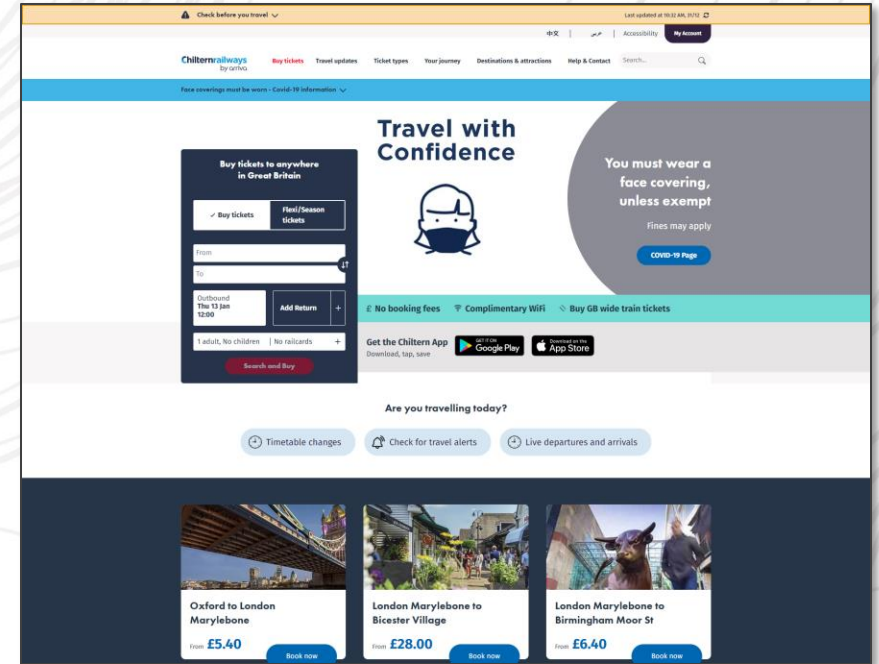 Check before you travel
Last updated at 10:32 AM, 31/12
中文 | عربي | Accessibility My Account
Chilternrailways
by arriva
Buy tickets Travel updates Ticket types Your journey Destinations & attractions Help & Contact Search...
Face coverings must be worn - Covid-19 information
Travel with
Confidence
You must wear a
face covering,
unless exempt
Fines may apply
COVID-19 Page
Buy tickets to anywhere
in Great Britain
Buy tickets
Flexi/Season
tickets
From
To
Outbound
Thu 13 Jan
12:00
Add Return +
1 adult, No children | No railcards +
Search and Buy
£ No booking fees Complimentary WiFi Buy GB wide train tickets
Get the Chiltern App
Download, tap, save
GET IT ON
Google Play
Download on the
App Store
Are you travelling today?
Timetable changes Check for travel alerts Live departures and arrivals
Oxford to London
Marylebone
From £5.40
Book now
London Marylebone to
Bicester Village
From £28.00
Book now
London Marylebone to
Birmingham Moor St
From £6.40
Book now